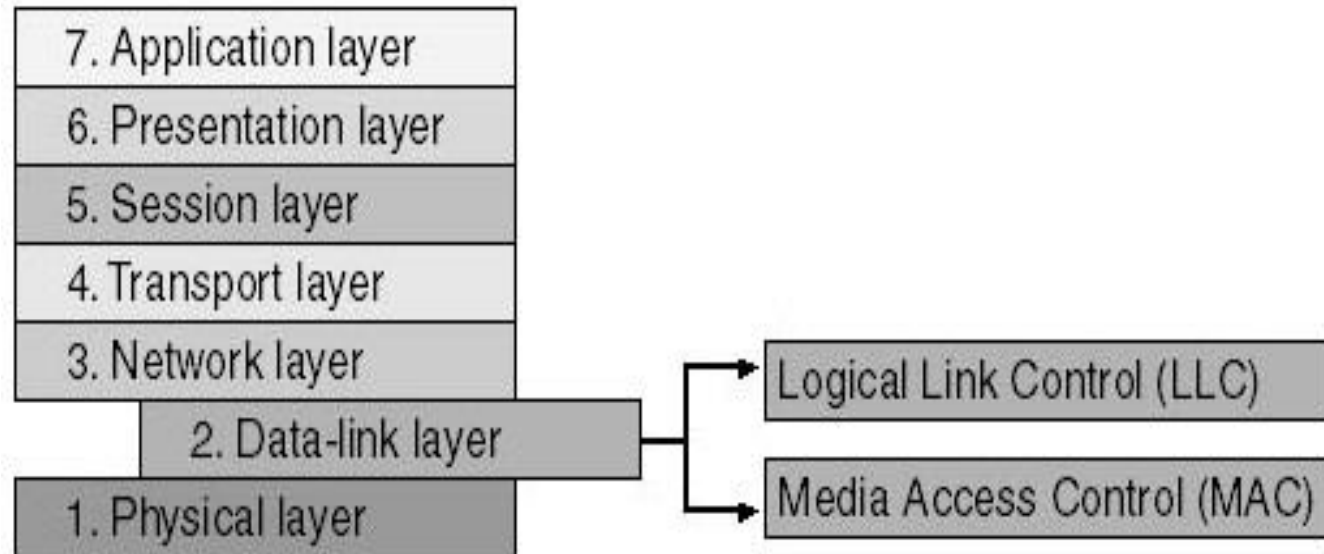 7. Application layer
6. Presentation layer
5. Session layer
4. Transport layer
3. Network layer
2. Data-link layer
1. Physical layer
Logical Link Control (LLC)
Media Access Control (MAC)